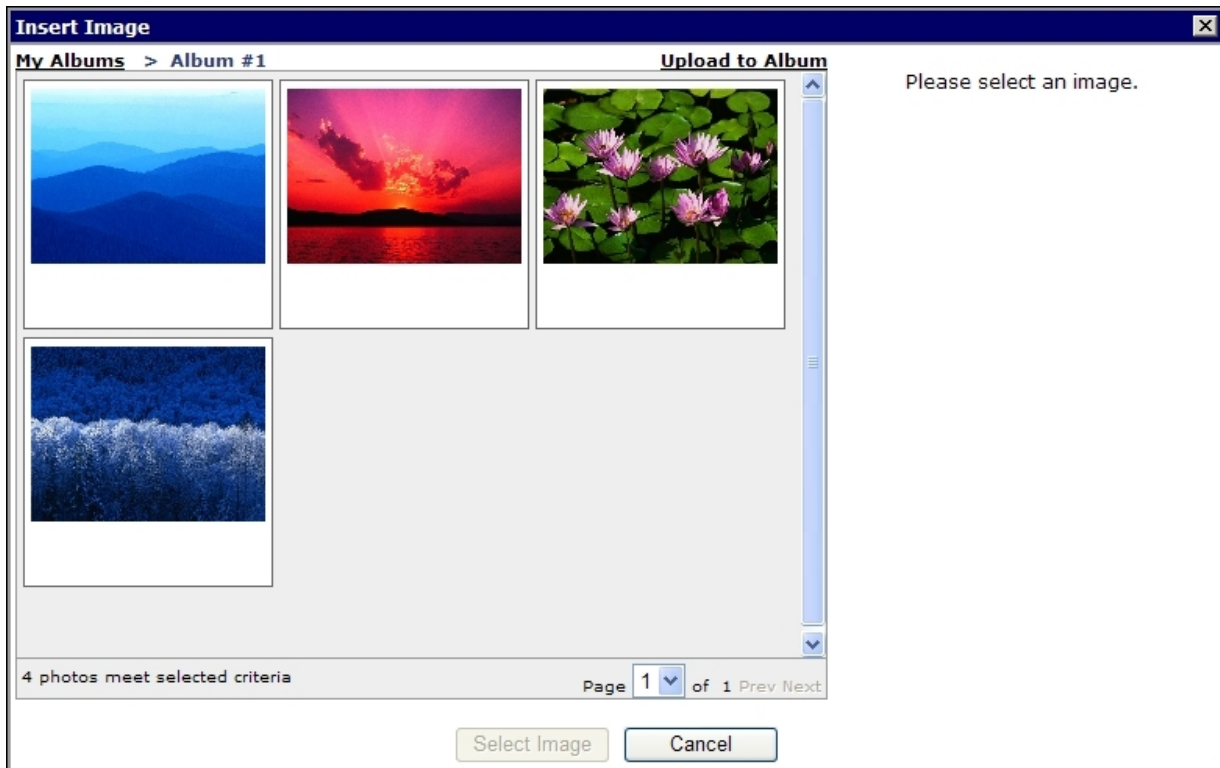 Insert Image
My Albums > Album #1 Upload to Album
Please select an image.
4 photos meet selected criteria
Page 1 of 1 Prev Next
Select Image Cancel